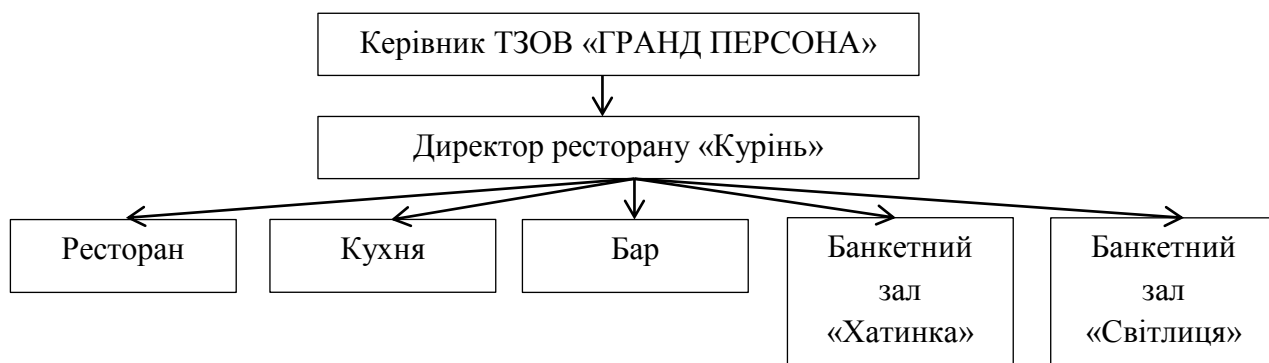 Керівник ТЗОВ «ГРАНД ПЕРСОНА»
Директор ресторану «Курінь»
Ресторан
Кухня
Бар
Банкетний
зал
«Хатинка»
Банкетний
зал
«Світлиця»